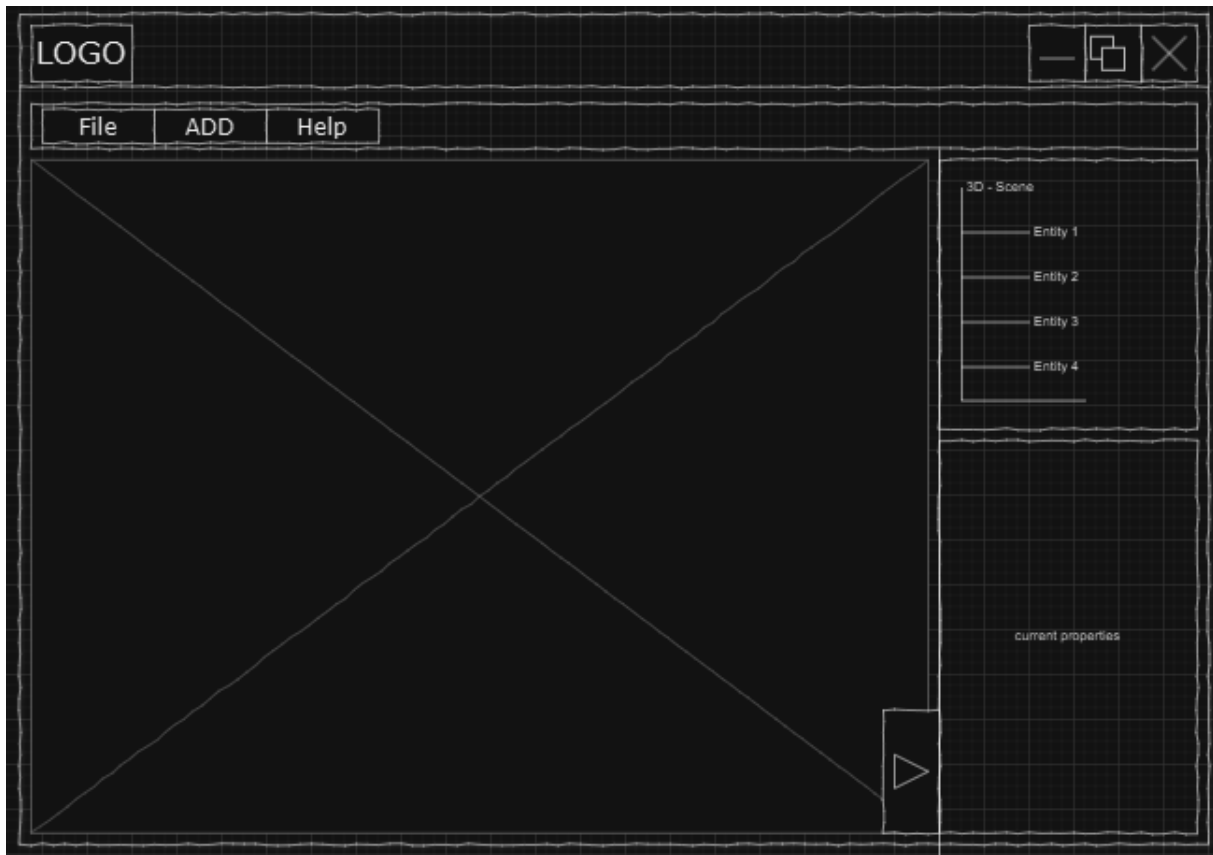 LOGO
File ADD Help
3D - Scene
Entity 1
Entity 2
Entity 3
Entity 4
current properties